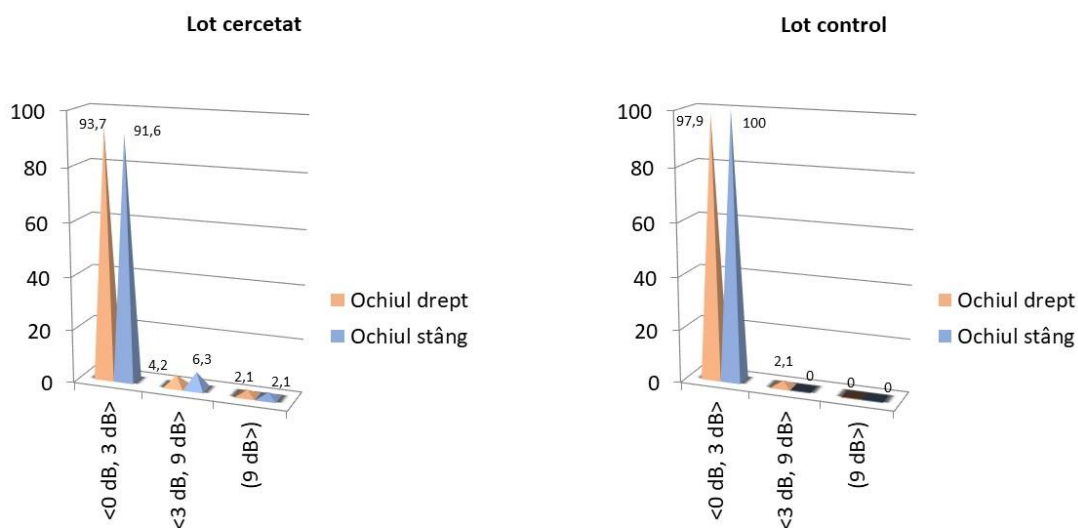 Lot cercetat
100
80
60
40
20
0
93,7
91,6
4,2
6,3
2,1
2,1
<0 dB, 3 dB>
<3 dB, 9 dB>
(9 dB>)
Ochiul drept
Ochiul stâng
Lot control
100
80
60
40
20
0
97,9
100
2,1
0
0
0
<0 dB, 3 dB>
<3 dB, 9 dB>
(9 dB>)
Ochiul drept
Ochiul stâng